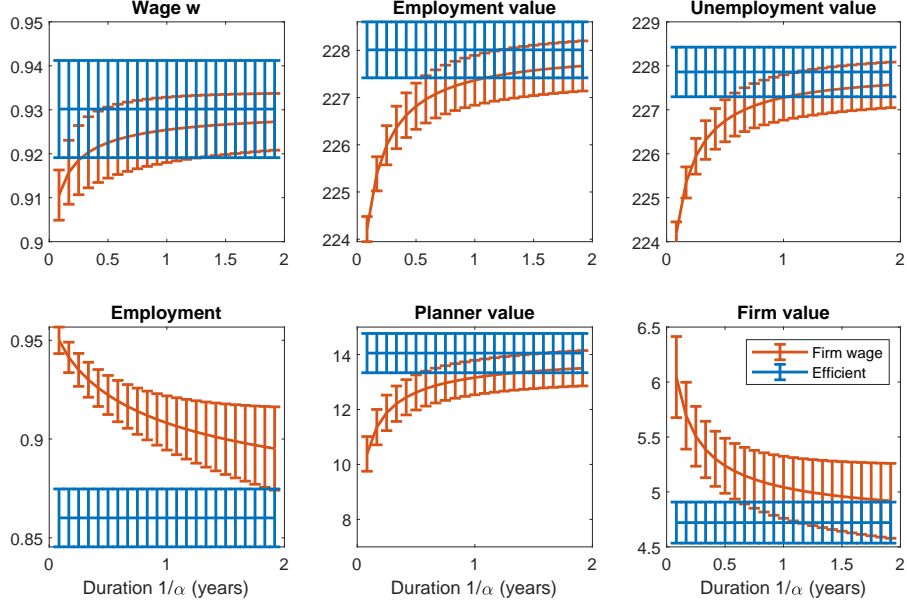 Wage w
0.95
0.94
0.93
0.92
0.91
0.9
0 0.5 1 1.5 2
Employment value
228
227
226
225
224
0 0.5 1 1.5 2
Unemployment value
229
228
227
226
225
224
0 1 2
Employment
0.95
0.9
0.85
0 0.5 1 1.5 2
Duration 1/α (years)
Planner value
14
12
10
8
0 1 2
Duration 1/α (years)
Firm value
6.5
6
5.5
5
4.5
0 0.5 1 1.5 2
Duration 1/α (years)
Firm wage
Efficient